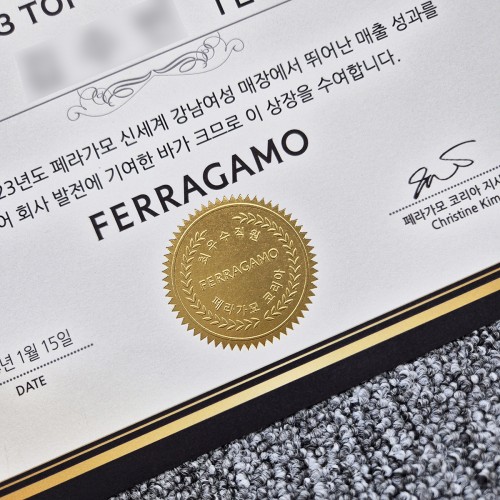 3 TOP
23년도 페라가모 신세계 강남여성 매장에서 뛰어난 매출 성과를
어 회사 발전에 기여한 바가 크므로 이 상장을 수여합니다.
FERRAGAMO
최우수직원
FERRAGAMO
페라가모 코리아
페라가모 코리아 지사
Christine Kim
년 1월 15일
DATE